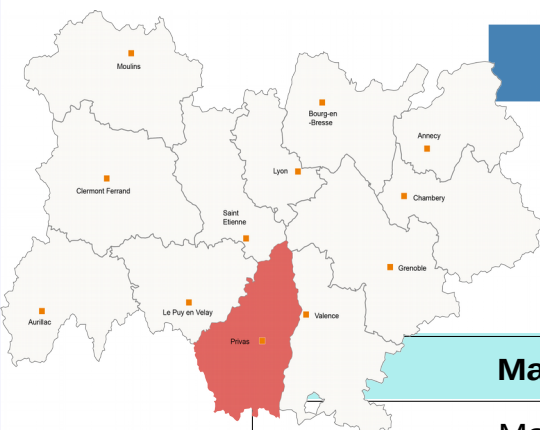 Moulins
Bourg-en
-Bresse
Annecy
Lyon
Clermont Ferrand
Chambery
Saint
Etienne
Grenoble
Le Puy en Velay
Valence
Aurillac
Privas
Ma